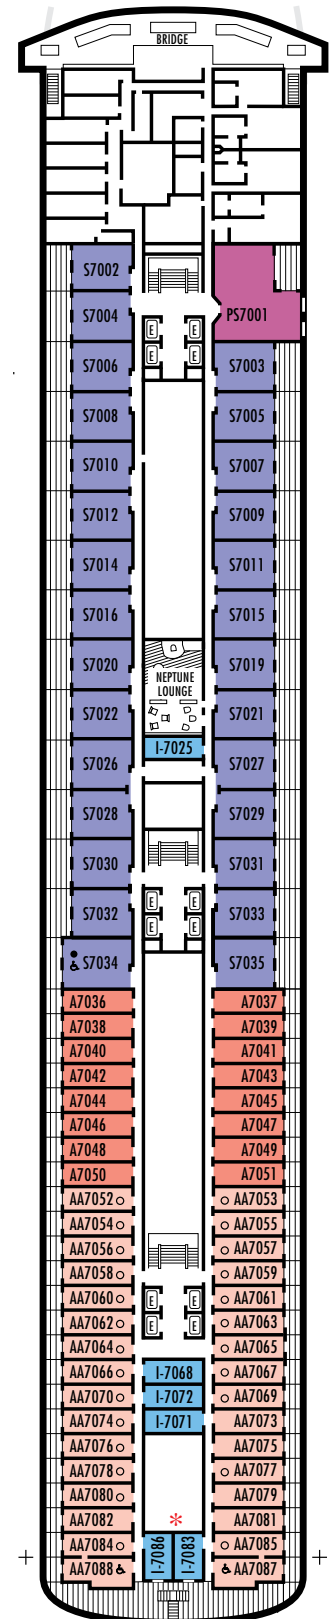 BRIDGE
S7002
S7004
PS7001
E
E
E
E
S7006
S7003
S7008
S7005
S7010
S7007
S7012
S7009
S7014
S7011
S7016
S7015
S7020
NEPTUNE
LOUNGE
S7019
S7022
S7021
S7026
I-7025
S7027
S7028
S7029
S7030
S7031
S7032
E
E
E
E
S7033
S7034
S7035
A7036
A7037
A7038
A7039
A7040
A7041
A7042
A7043
A7044
A7045
A7046
A7047
A7048
A7049
A7050
A7051
AA7052
AA7053
AA7054
AA7055
AA7056
AA7057
AA7058
AA7059
AA7060
E
E
AA7061
AA7062
E
E
AA7063
AA7064
AA7065
AA7066
I-7068
AA7067
AA7070
I-7072
AA7069
AA7074
I-7071
AA7073
AA7076
AA7075
AA7078
AA7077
AA7080
AA7079
AA7082
*
AA7081
AA7084
I-7086
I-7083
AA7085
AA7088
AA7087